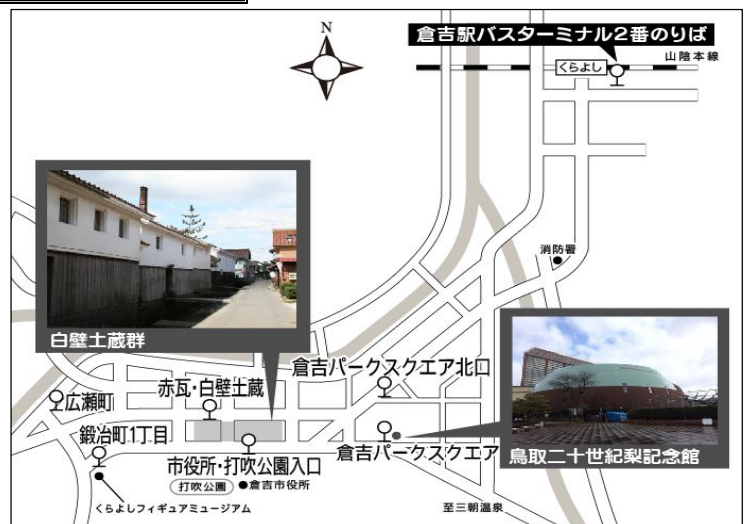 N
倉吉駅バスターミナル2番のりば
山陰本線
くらよし
消防署
白壁土蔵群
倉吉パークスクエア北口
赤瓦・白壁土蔵
広瀬町
鍛冶町1丁目
市役所・打吹公園入口
倉吉パークスクエア
鳥取二十世紀梨記念館
打吹公園
倉吉市役所
くらよしフィギュアミュージアム
至三朝温泉